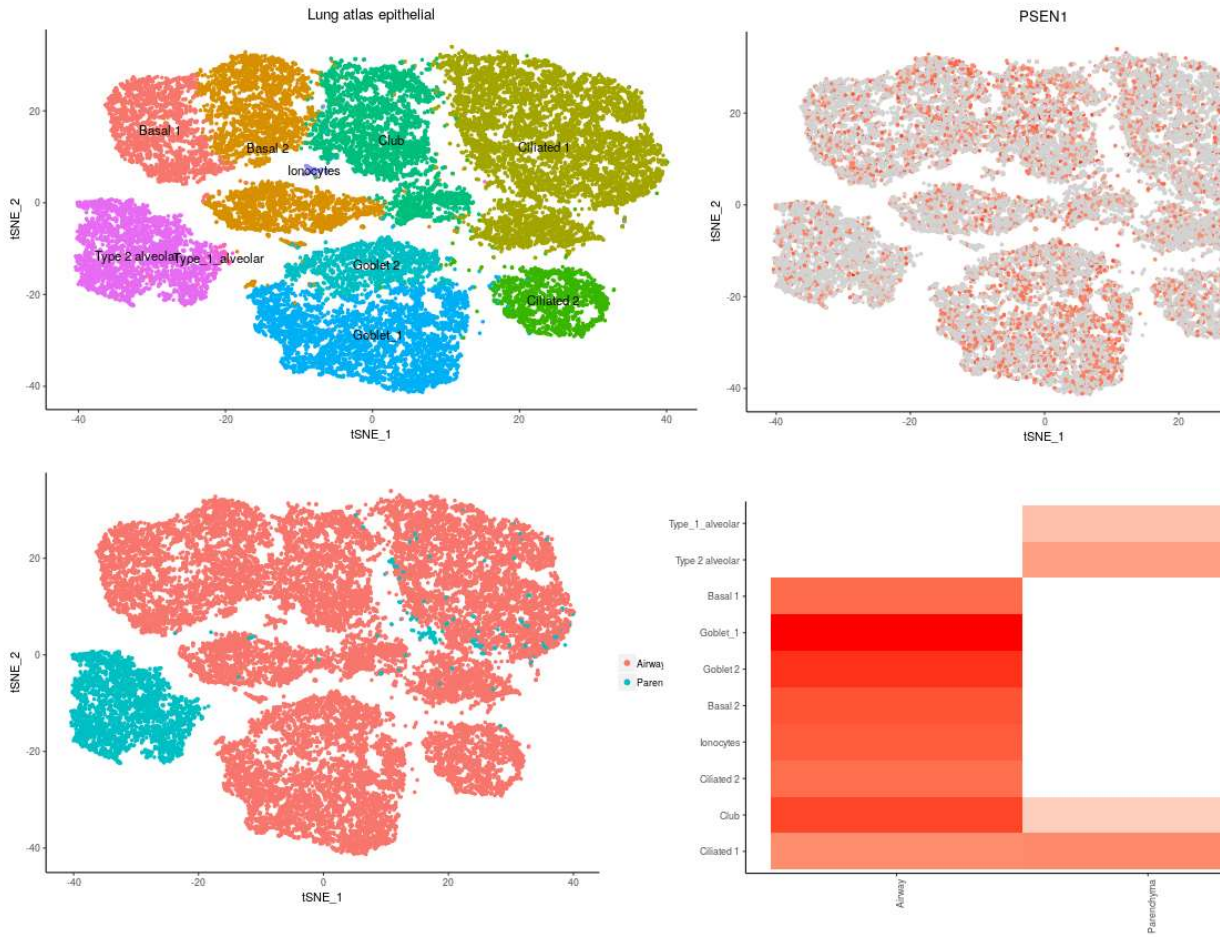 Lung atlas epithelial
20
0
-20
-40
tSNE_2
Basal 1
Basal 2
Club
Ciliated 1
Ionocytes
Type 2 alveolar
Type_1_alveolar
Goblet 2
Ciliated 2
Goblet_1
-40
-20
0
20
40
tSNE_1
PSEN1
20
0
-20
-40
tSNE_2
-40
-20
0
20
tSNE_1
20
0
-20
-40
tSNE_2
-40
-20
0
20
40
tSNE_1
Airway
Paren
Type_1_alveolar
Type 2 alveolar
Basal 1
Goblet_1
Goblet 2
Basal 2
Ionocytes
Ciliated 2
Club
Ciliated 1
Airway
Parenchyma